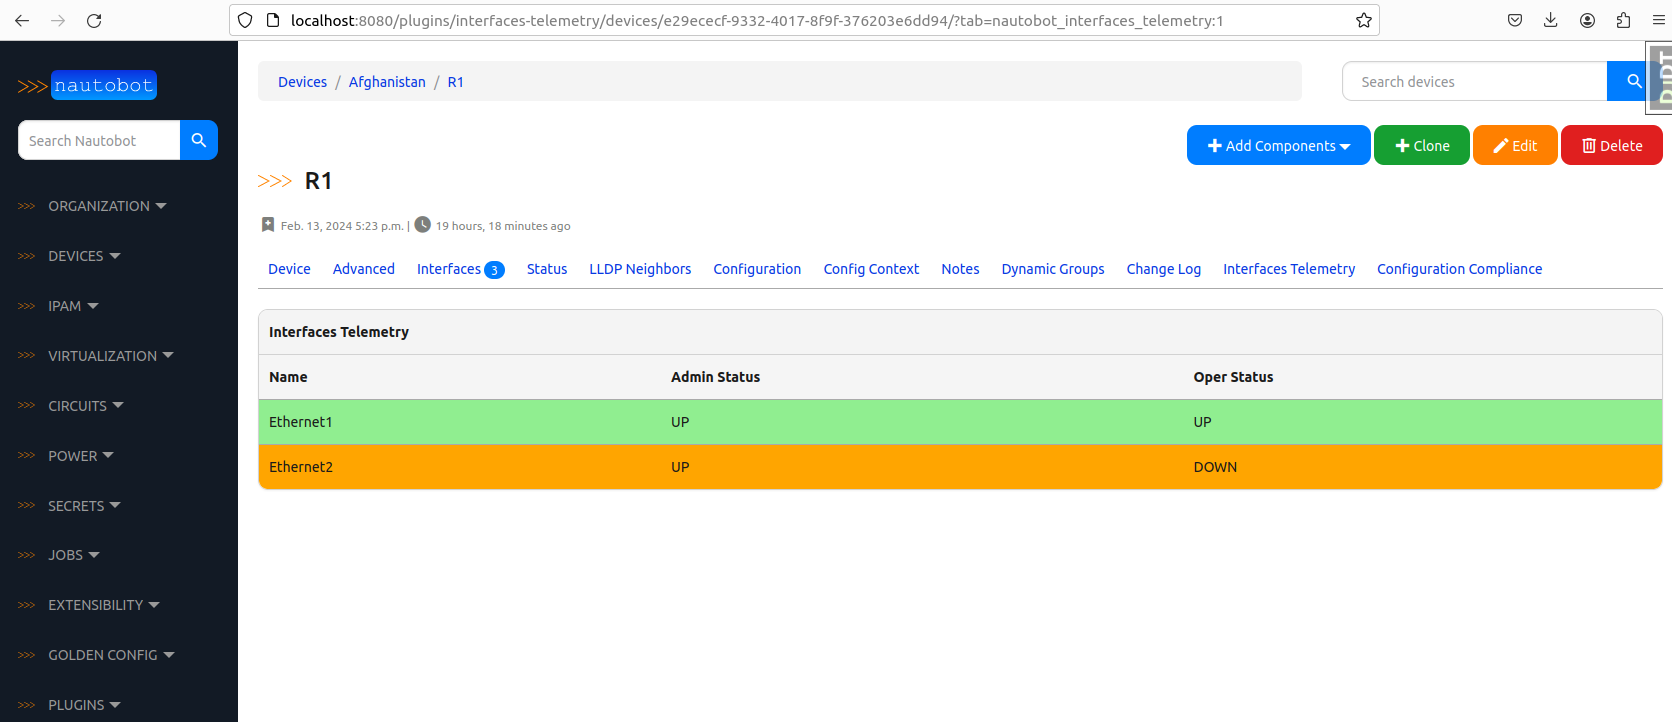 localhost:8080/plugins/interfaces-telemetry/devices/e29ececf-9332-4017-8f9f-376203e6dd94/?tab=nautobot_interfaces_telemetry:1
>>> nautobot
Search Nautobot
>>> ORGANIZATION
>>> DEVICES
>>> IPAM
>>> VIRTUALIZATION
>>> CIRCUITS
>>> POWER
>>> SECRETS
>>> JOBS
>>> EXTENSIBILITY
>>> GOLDEN CONFIG
>>> PLUGINS
Devices / Afghanistan / R1
Search devices
DJDT
Add Components Clone Edit Delete
>>> R1
Feb. 13, 2024 5:23 p.m. | 19 hours, 18 minutes ago
Device Advanced Interfaces 3 Status LLDP Neighbors Configuration Config Context Notes Dynamic Groups Change Log Interfaces Telemetry Configuration Compliance
Interfaces Telemetry
Name Admin Status Oper Status
Ethernet1 UP UP
Ethernet2 UP DOWN